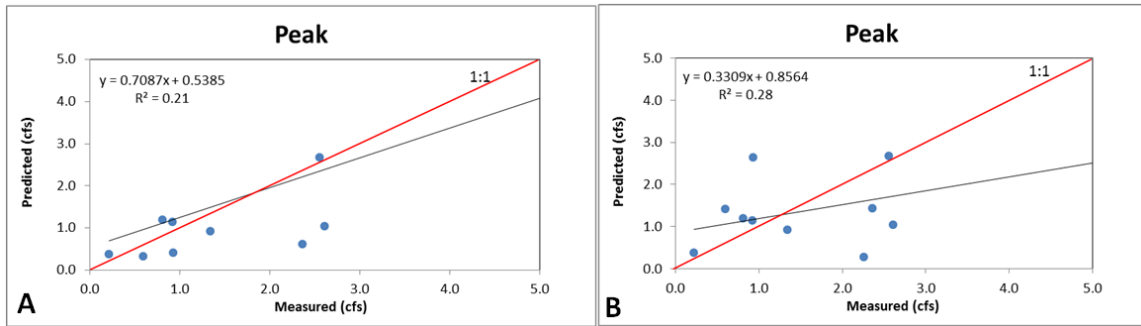 Peak
5.0
4.0
3.0
2.0
1.0
0.0
Predicted (cfs)
y = 0.7087x + 0.5385
R² = 0.21
1:1
0.0 1.0 2.0 3.0 4.0 5.0
Measured (cfs)
A
Peak
5.0
4.0
3.0
2.0
1.0
0.0
Predicted (cfs)
y = 0.3309x + 0.8564
R² = 0.28
1:1
0.0 1.0 2.0 3.0 4.0 5.0
Measured (cfs)
B